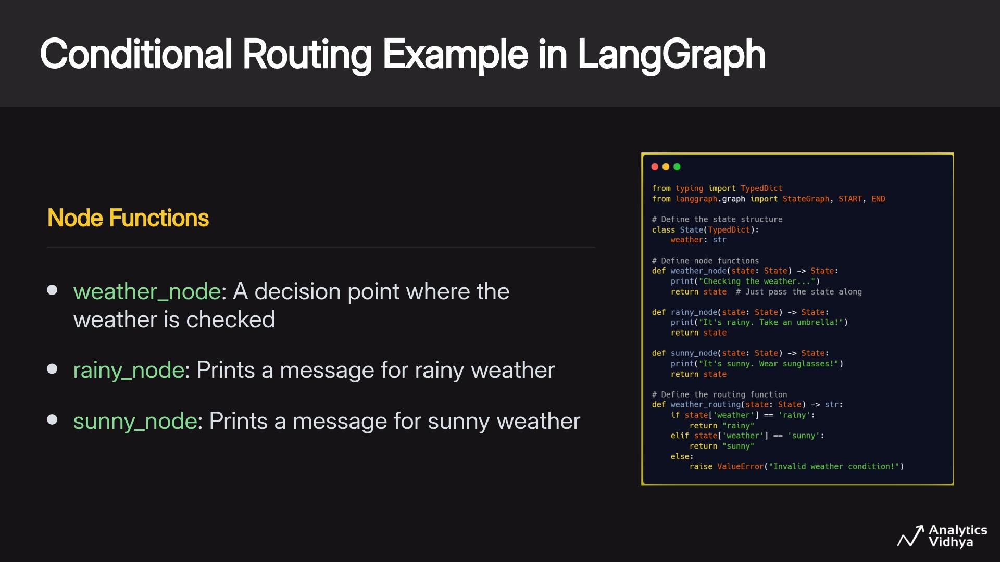 Conditional Routing Example in LangGraph
Node Functions
weather_node: A decision point where the
weather is checked
rainy_node: Prints a message for rainy weather
sunny_node: Prints a message for sunny weather
from typing import TypedDict
from langgraph.graph import StateGraph, START, END
# Define the state structure
class State(TypedDict):
    weather: str
# Define node functions
def weather_node(state: State) -> State:
    print("Checking the weather...")
    return state  # Just pass the state along
def rainy_node(state: State) -> State:
    print("It's rainy. Take an umbrella!")
    return state
def sunny_node(state: State) -> State:
    print("It's sunny. Wear sunglasses!")
    return state
# Define the routing function
def weather_routing(state: State) -> str:
    if state['weather'] == 'rainy':
        return "rainy"
    elif state['weather'] == 'sunny':
        return "sunny"
    else:
        raise ValueError("Invalid weather condition!")
Analytics
Vidhya